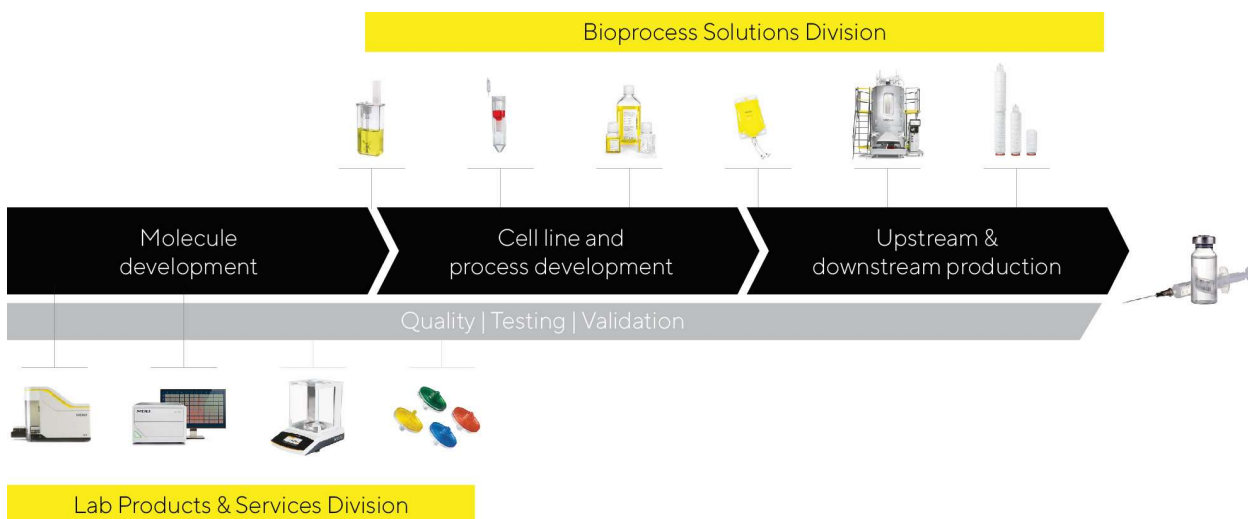 Bioprocess Solutions Division
Molecule
development
Cell line and
process development
Upstream &
downstream production
Quality | Testing | Validation
Lab Products & Services Division